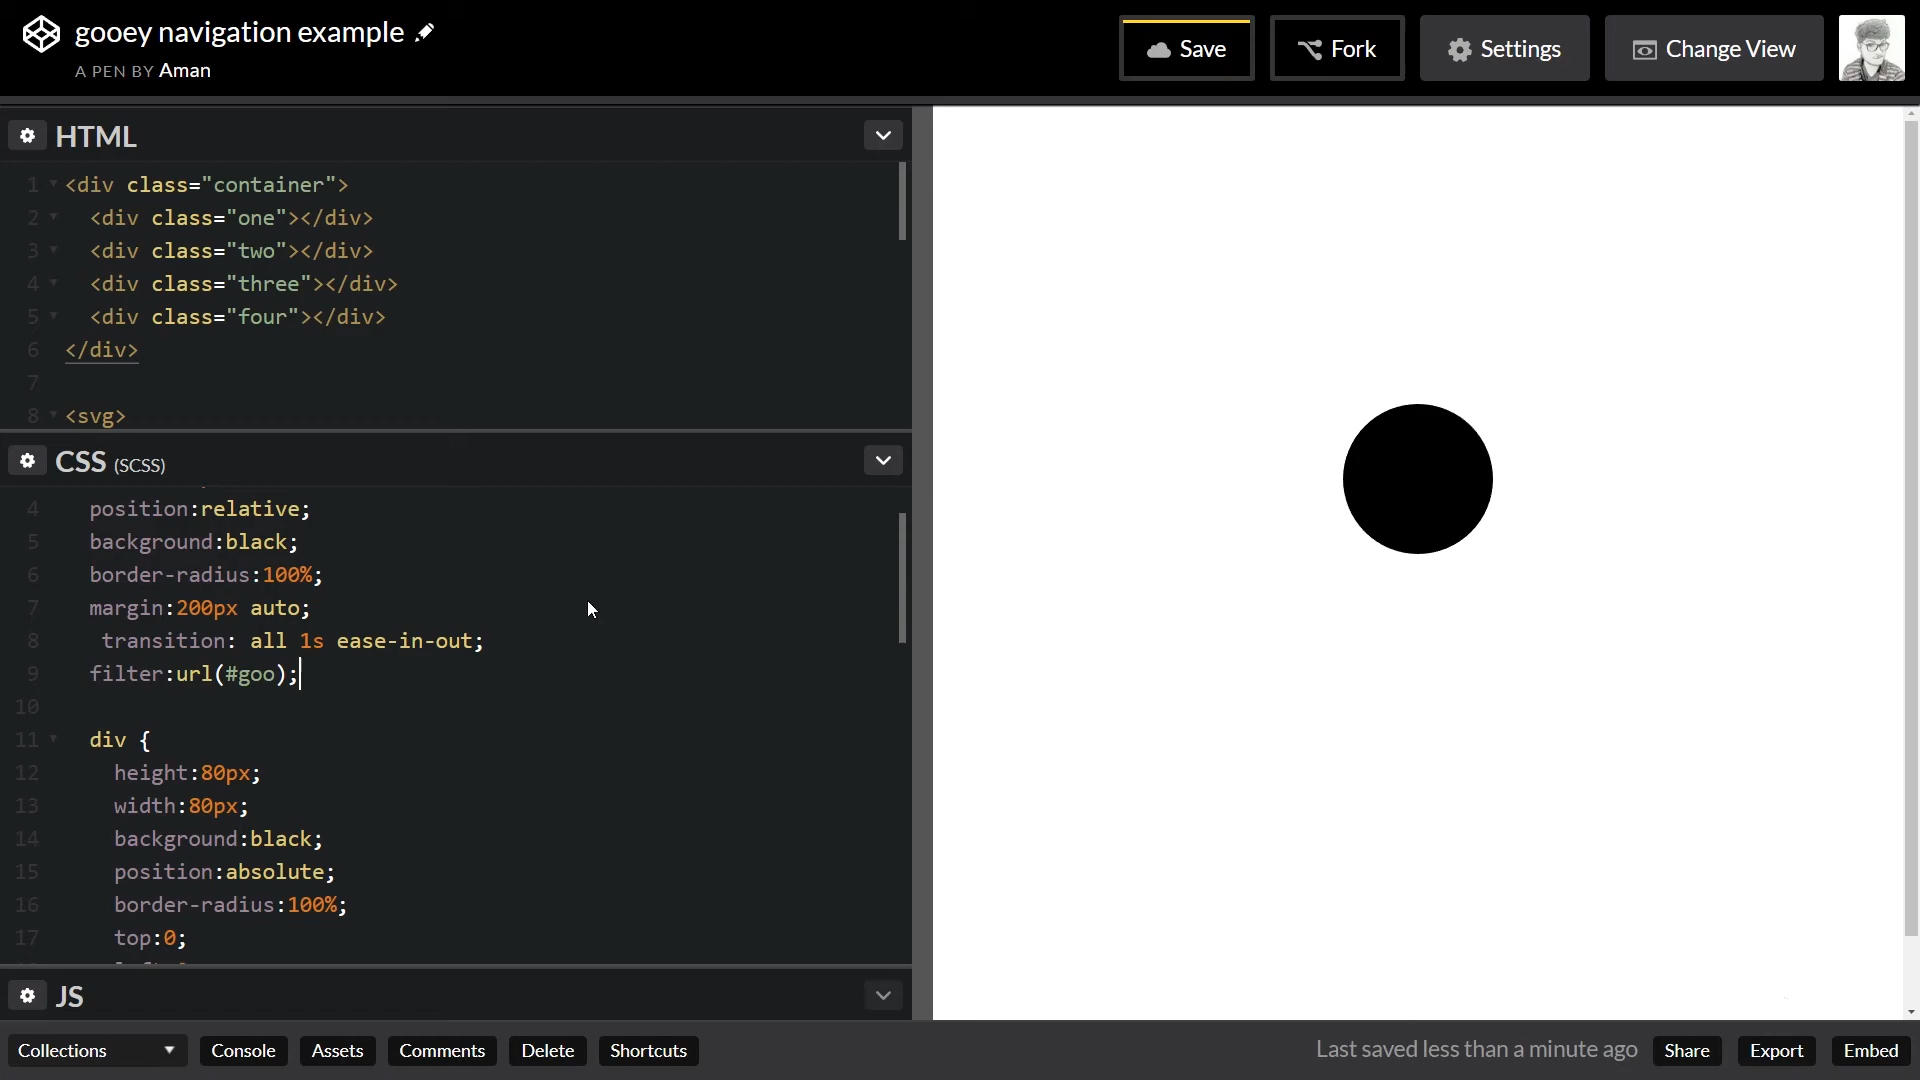 gooey navigation example
A PEN BY Aman
Save
Fork
Settings
Change View
HTML
1 <div class="container">
2 <div class="one"></div>
3 <div class="two"></div>
4 <div class="three"></div>
5 <div class="four"></div>
6 </div>
7
8 <svg>
CSS (SCSS)
4 position:relative;
5 background:black;
6 border-radius:100%;
7 margin:200px auto;
8 transition: all 1s ease-in-out;
9 filter:url(#goo);
10
11 div {
12 height:80px;
13 width:80px;
14 background:black;
15 position:absolute;
16 border-radius:100%;
17 top:0;
JS
Collections
Console
Assets
Comments
Delete
Shortcuts
Last saved less than a minute ago
Share
Export
Embed